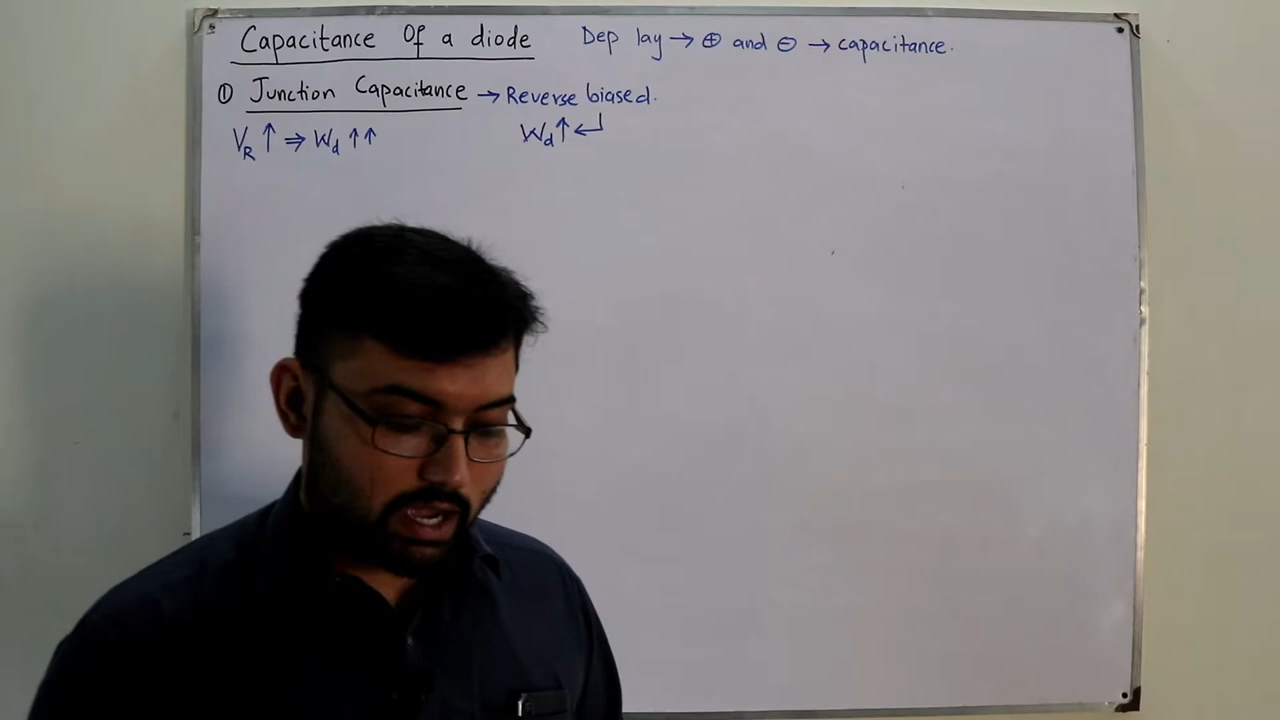 Capacitance Of a diode Dep lay → ⊕ and ⊖ → capacitance.
① Junction Capacitance → Reverse biased.
V_R ↑ ⇒ W_d ↑↑ W_d ↑ ↵